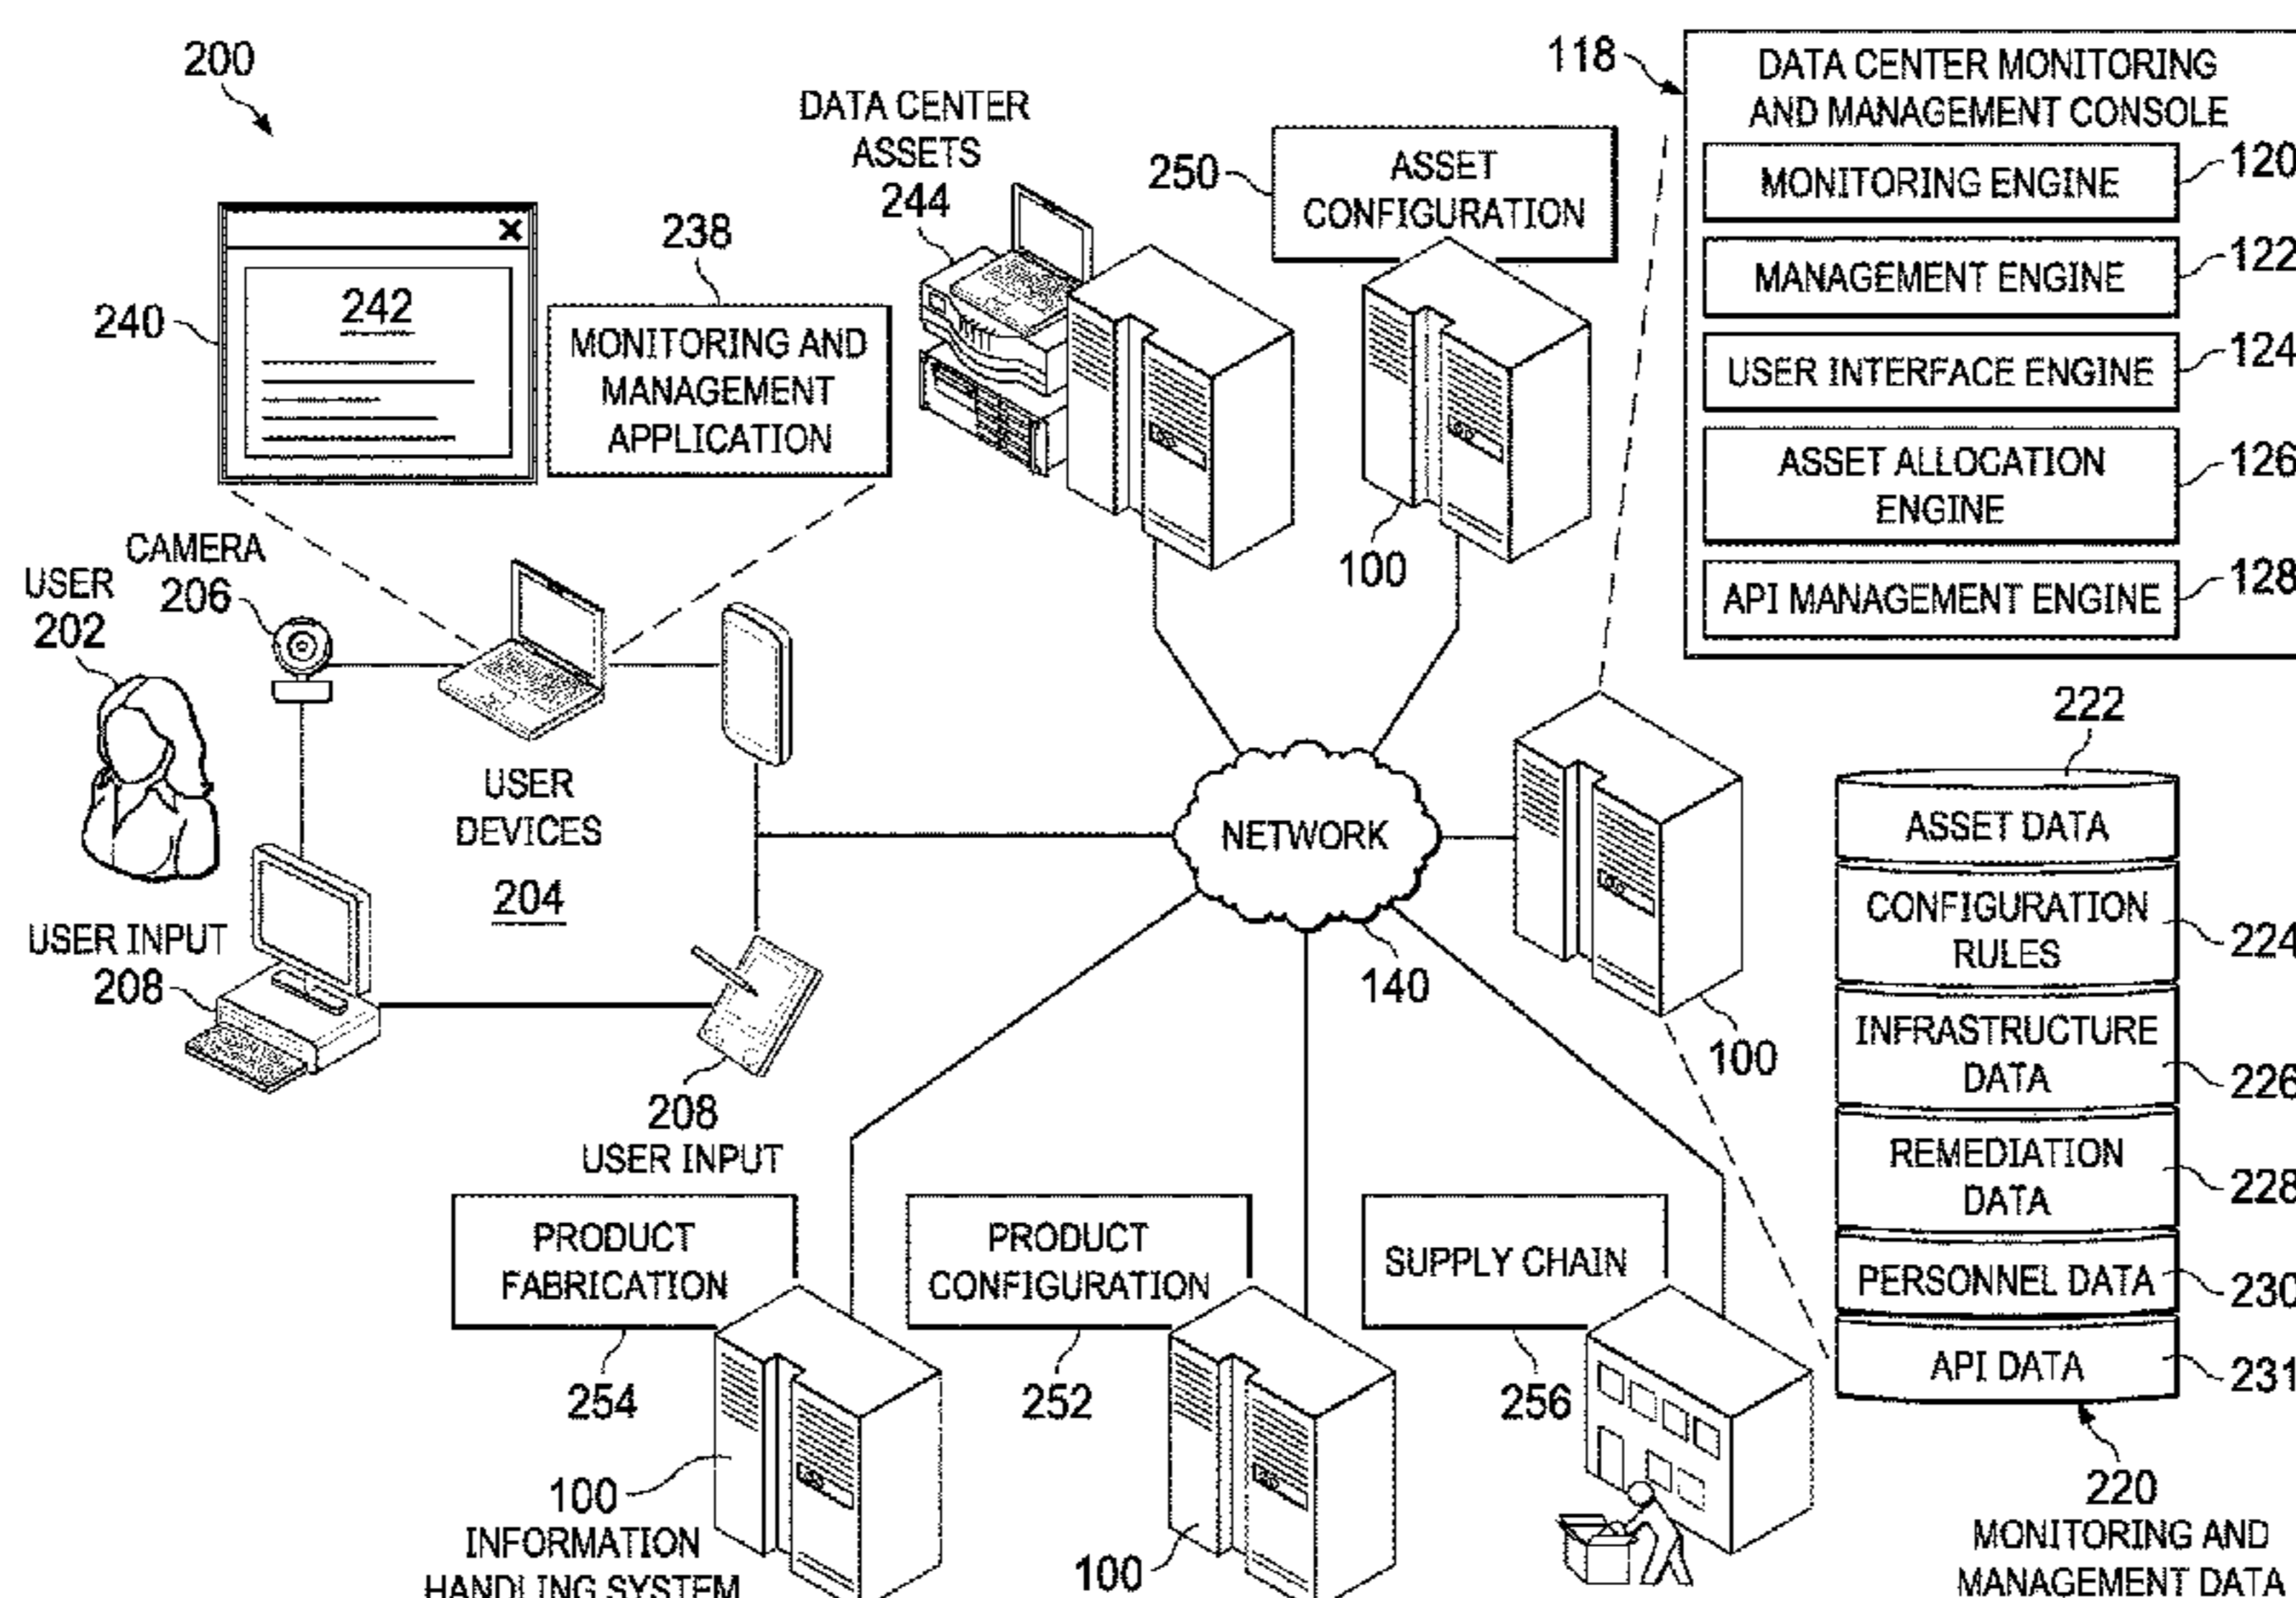 200
DATA CENTER
ASSETS
244
250
ASSET
CONFIGURATION
118
DATA CENTER MONITORING
AND MANAGEMENT CONSOLE
MONITORING ENGINE
120
MANAGEMENT ENGINE
122
USER INTERFACE ENGINE
124
ASSET ALLOCATION
ENGINE
126
API MANAGEMENT ENGINE
128
X
240
242
238
MONITORING AND
MANAGEMENT
APPLICATION
100
CAMERA
206
USER
202
USER
DEVICES
204
USER INPUT
208
208
USER INPUT
NETWORK
140
100
222
ASSET DATA
CONFIGURATION
RULES
224
INFRASTRUCTURE
DATA
226
REMEDIATION
DATA
228
PERSONNEL DATA
230
API DATA
231
220
MONITORING AND
MANAGEMENT DATA
PRODUCT
FABRICATION
254
100
INFORMATION
HANDLING SYSTEM
PRODUCT
CONFIGURATION
252
100
SUPPLY CHAIN
256